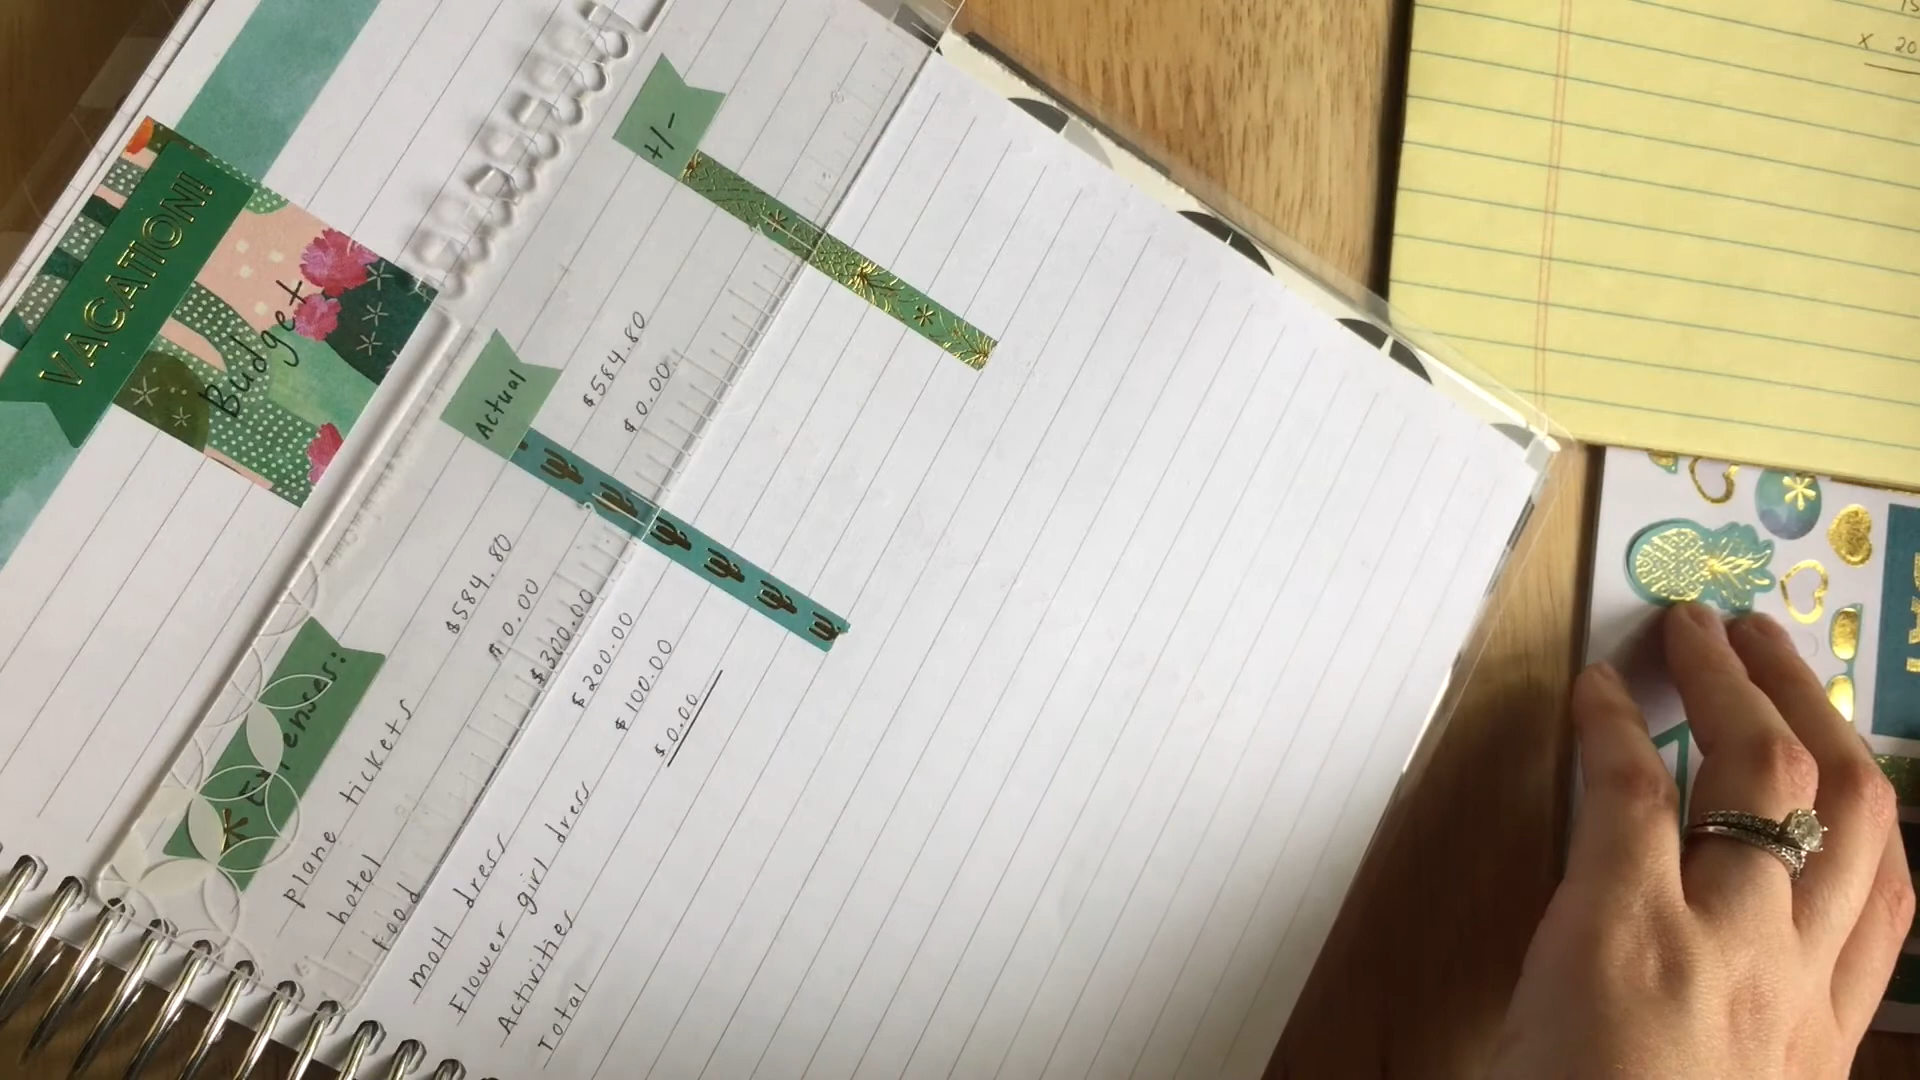 VACATION!
Budget
Expenses: Actual +/-
plane tickets $584.80 $584.80
hotel $0.00 $0.00
Food $300.00
MOH dress $200.00
Flower girl dress $100.00
Activities $0.00
Total
x 20